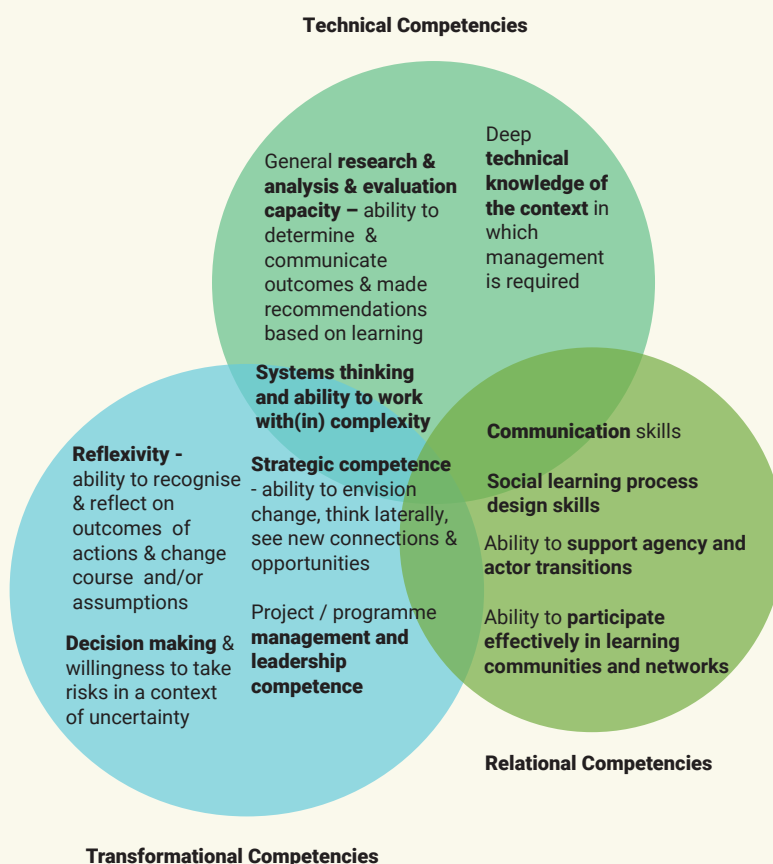 Technical Competencies
General research &
analysis & evaluation
capacity – ability to
determine &
communicate
outcomes & made
recommendations
based on learning
Deep
technical
knowledge of
the context in
which
management
is required
Systems thinking
and ability to work
with(in) complexity
Reflexivity -
ability to recognise
& reflect on
outcomes of
actions & change
course and/or
assumptions
Decision making &
willingness to take
risks in a context
of uncertainty
Strategic competence
- ability to envision
change, think laterally,
see new connections &
opportunities
Project / programme
management and
leadership
competence
Communication skills
Social learning process
design skills
Ability to support agency and
actor transitions
Ability to participate
effectively in learning
communities and networks
Relational Competencies
Transformational Competencies